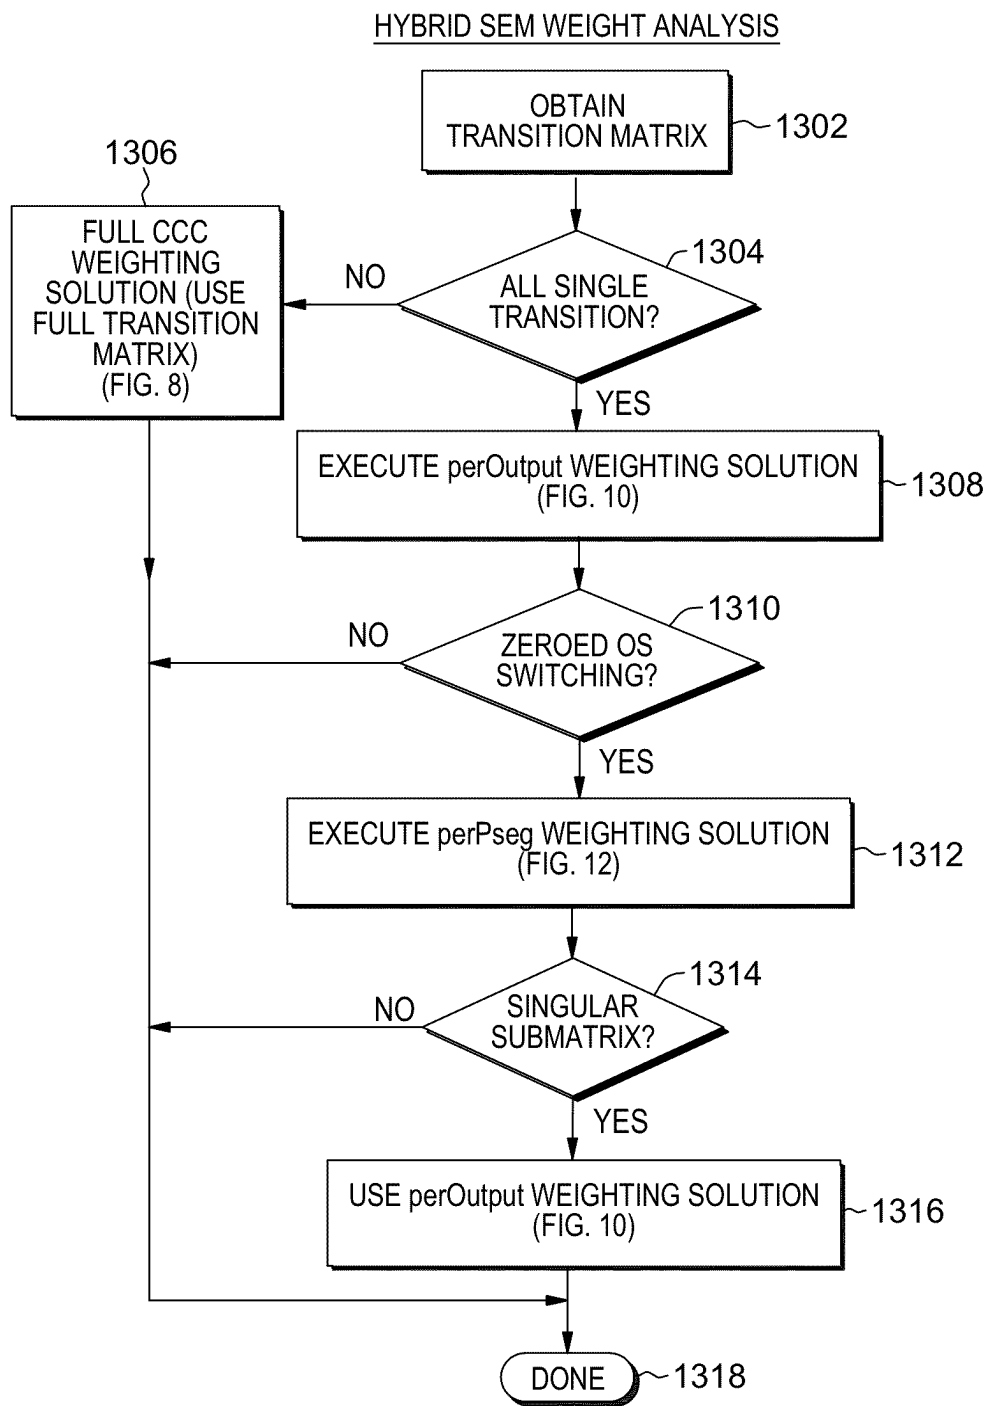 HYBRID SEM WEIGHT ANALYSIS
OBTAIN
TRANSITION MATRIX
1302
1306
FULL CCC
WEIGHTING
SOLUTION (USE
FULL TRANSITION
MATRIX)
(FIG. 8)
NO
ALL SINGLE
TRANSITION?
1304
YES
EXECUTE perOutput WEIGHTING SOLUTION
(FIG. 10)
1308
NO
ZEROED OS
SWITCHING?
1310
YES
EXECUTE perPseg WEIGHTING SOLUTION
(FIG. 12)
1312
NO
SINGULAR
SUBMATRIX?
1314
YES
USE perOutput WEIGHTING SOLUTION
(FIG. 10)
1316
DONE
1318